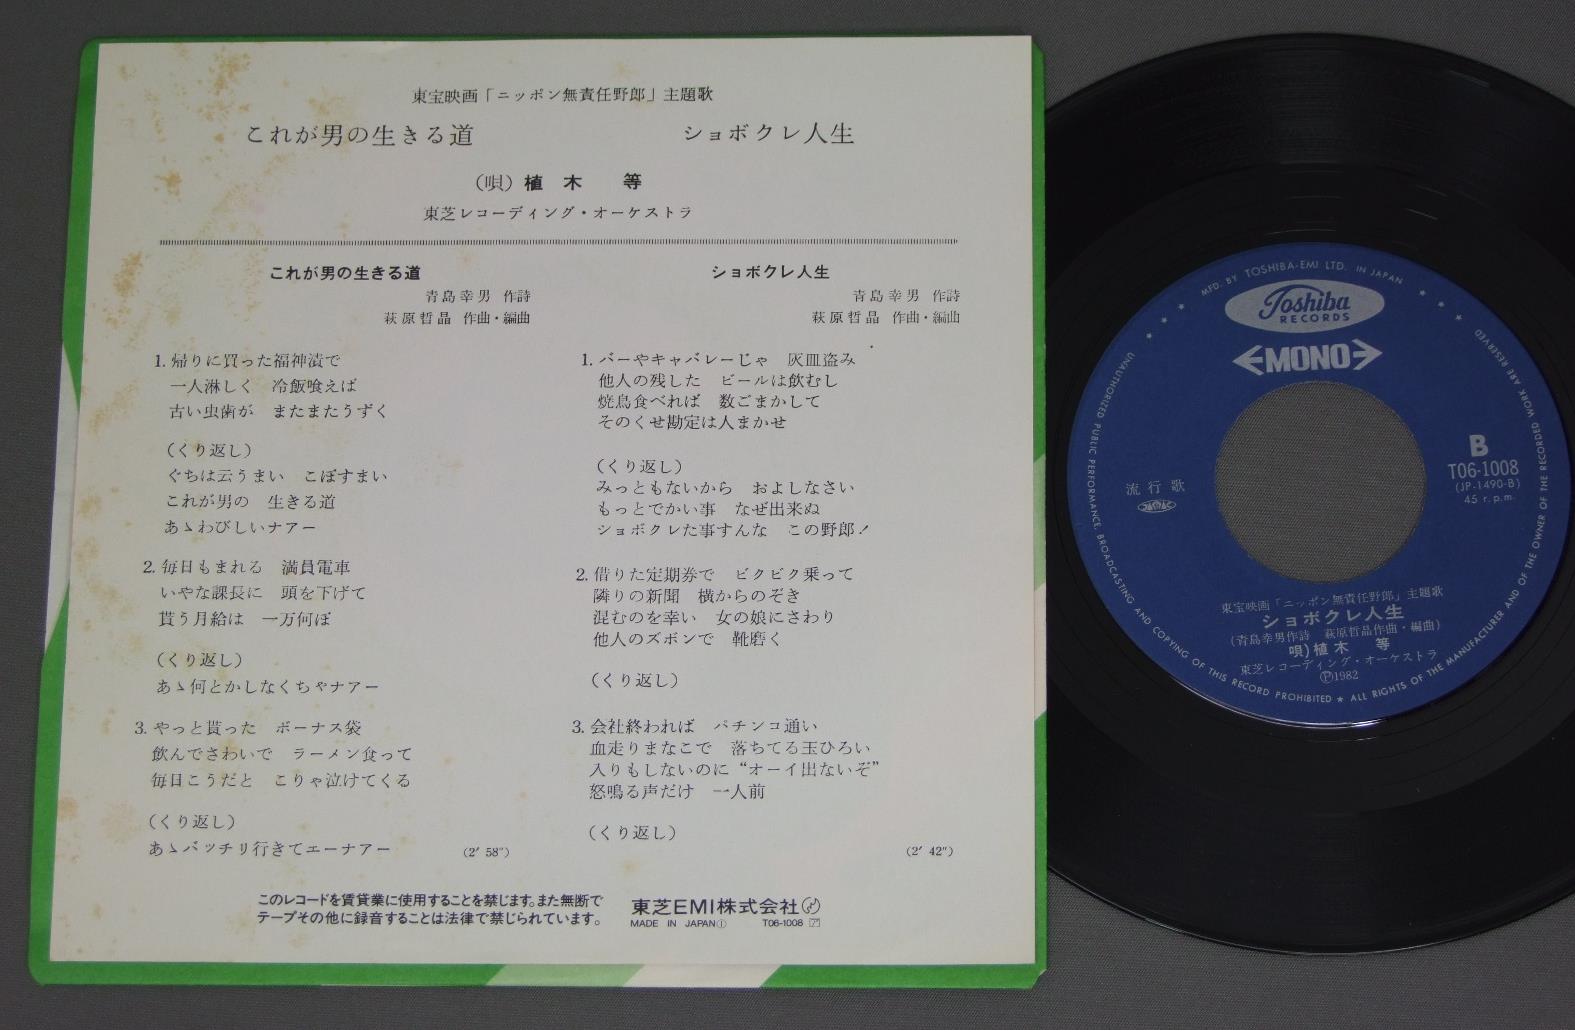 東宝映画「ニッポン無責任野郎」主題歌
これが男の生きる道　ショボクレ人生
（唄）植木　等
東芝レコーディング・オーケストラ
これが男の生きる道
青島幸男　作詩
萩原哲晶　作曲・編曲
1. 帰りに買った福神漬で
一人淋しく　冷飯喰えば
古い虫歯が　またまたうずく
（くり返し）
ぐちは云うまい　こぼすまい
これが男の　生きる道
あゝわびしいナアー
2. 毎日もまれる　満員電車
いやな課長に　頭を下げて
貰う月給は　一万何ぼ
（くり返し）
あゝ何とかしなくちゃナアー
3. やっと貰った　ボーナス袋
飲んでさわいで　ラーメン食って
毎日こうだと　こりゃ泣けてくる
（くり返し）
あゝバッチリ行きてエーナアー
(2′ 58″)
ショボクレ人生
青島幸男　作詩
萩原哲晶　作曲・編曲
1. バーやキャバレーじゃ　灰皿盗み
他人の残した　ビールは飲むし
焼鳥食べれば　数ごまかして
そのくせ勘定は人まかせ
（くり返し）
みっともないから　およしなさい
もっとでかい事　なぜ出来ぬ
ショボクレた事すんな　この野郎！
2. 借りた定期券で　ビクビク乗って
隣りの新聞　横からのぞき
混むのを幸い　女の娘にさわり
他人のズボンで　靴磨く
（くり返し）
3. 会社終われば　パチンコ通い
血走りまなこで　落ちてる玉ひろい
入りもしないのに“オーイ出ないぞ”
怒鳴る声だけ　一人前
（くり返し）
(2′ 42″)
このレコードを賃貸業に使用することを禁じます。また無断で
テープその他に録音することは法律で禁じられています。
東芝EMI株式会社
MADE IN JAPAN① T06-1008
MFD. BY TOSHIBA-EMI LTD. IN JAPAN
Toshiba
RECORDS
MONO
B
T06-1008
(JP-1490-B)
45 r.p.m.
流行歌
JASRAC
東宝映画「ニッポン無責任野郎」主題歌
ショボクレ人生
(青島幸男作詩　萩原哲晶作曲・編曲)
唄)植木　等
東芝レコーディング・オーケストラ
Ⓟ1982
UNAUTHORIZED PUBLIC PERFORMANCE, BROADCASTING AND COPYING OF THIS RECORD PROHIBITED ★ ALL RIGHTS OF THE MANUFACTURER AND OF THE OWNER OF THE RECORDED WORK ARE RESERVED